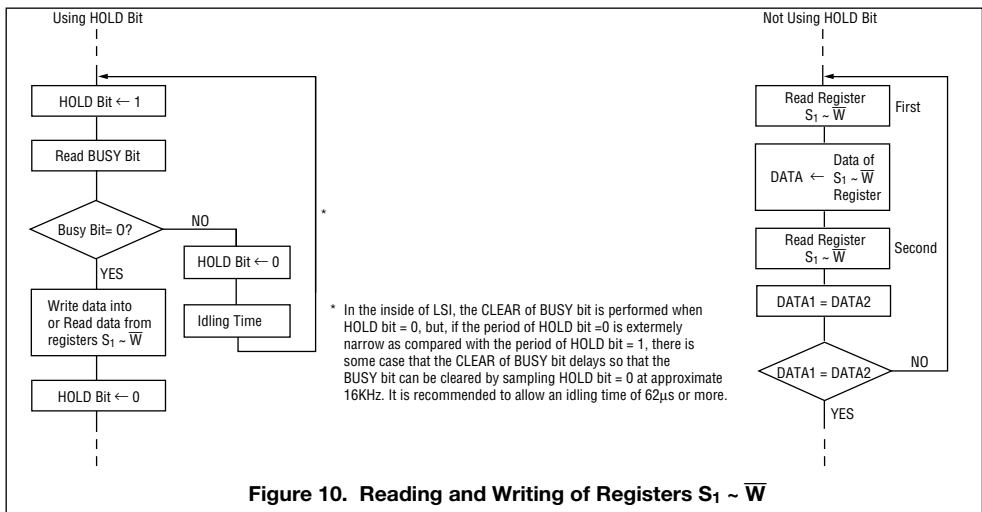 Using HOLD Bit
HOLD Bit ← 1
Read BUSY Bit
Busy Bit= O?
NO
YES
HOLD Bit ← 0
Idling Time
*
Write data into
or Read data from
registers S₁ ~ W̅
HOLD Bit ← 0
* In the inside of LSI, the CLEAR of BUSY bit is performed when
HOLD bit = 0, but, if the period of HOLD bit =0 is extermely
narrow as compared with the period of HOLD bit = 1, there is
some case that the CLEAR of BUSY bit delays so that the
BUSY bit can be cleared by sampling HOLD bit = 0 at approximate
16KHz. It is recommended to allow an idling time of 62µs or more.
Not Using HOLD Bit
Read Register
S₁ ~ W̅
First
DATA ← Data of
S₁ ~ W̅
Register
Read Register
S₁ ~ W̅
Second
DATA1 = DATA2
DATA1 = DATA2
NO
YES
Figure 10. Reading and Writing of Registers S₁ ~ W̅